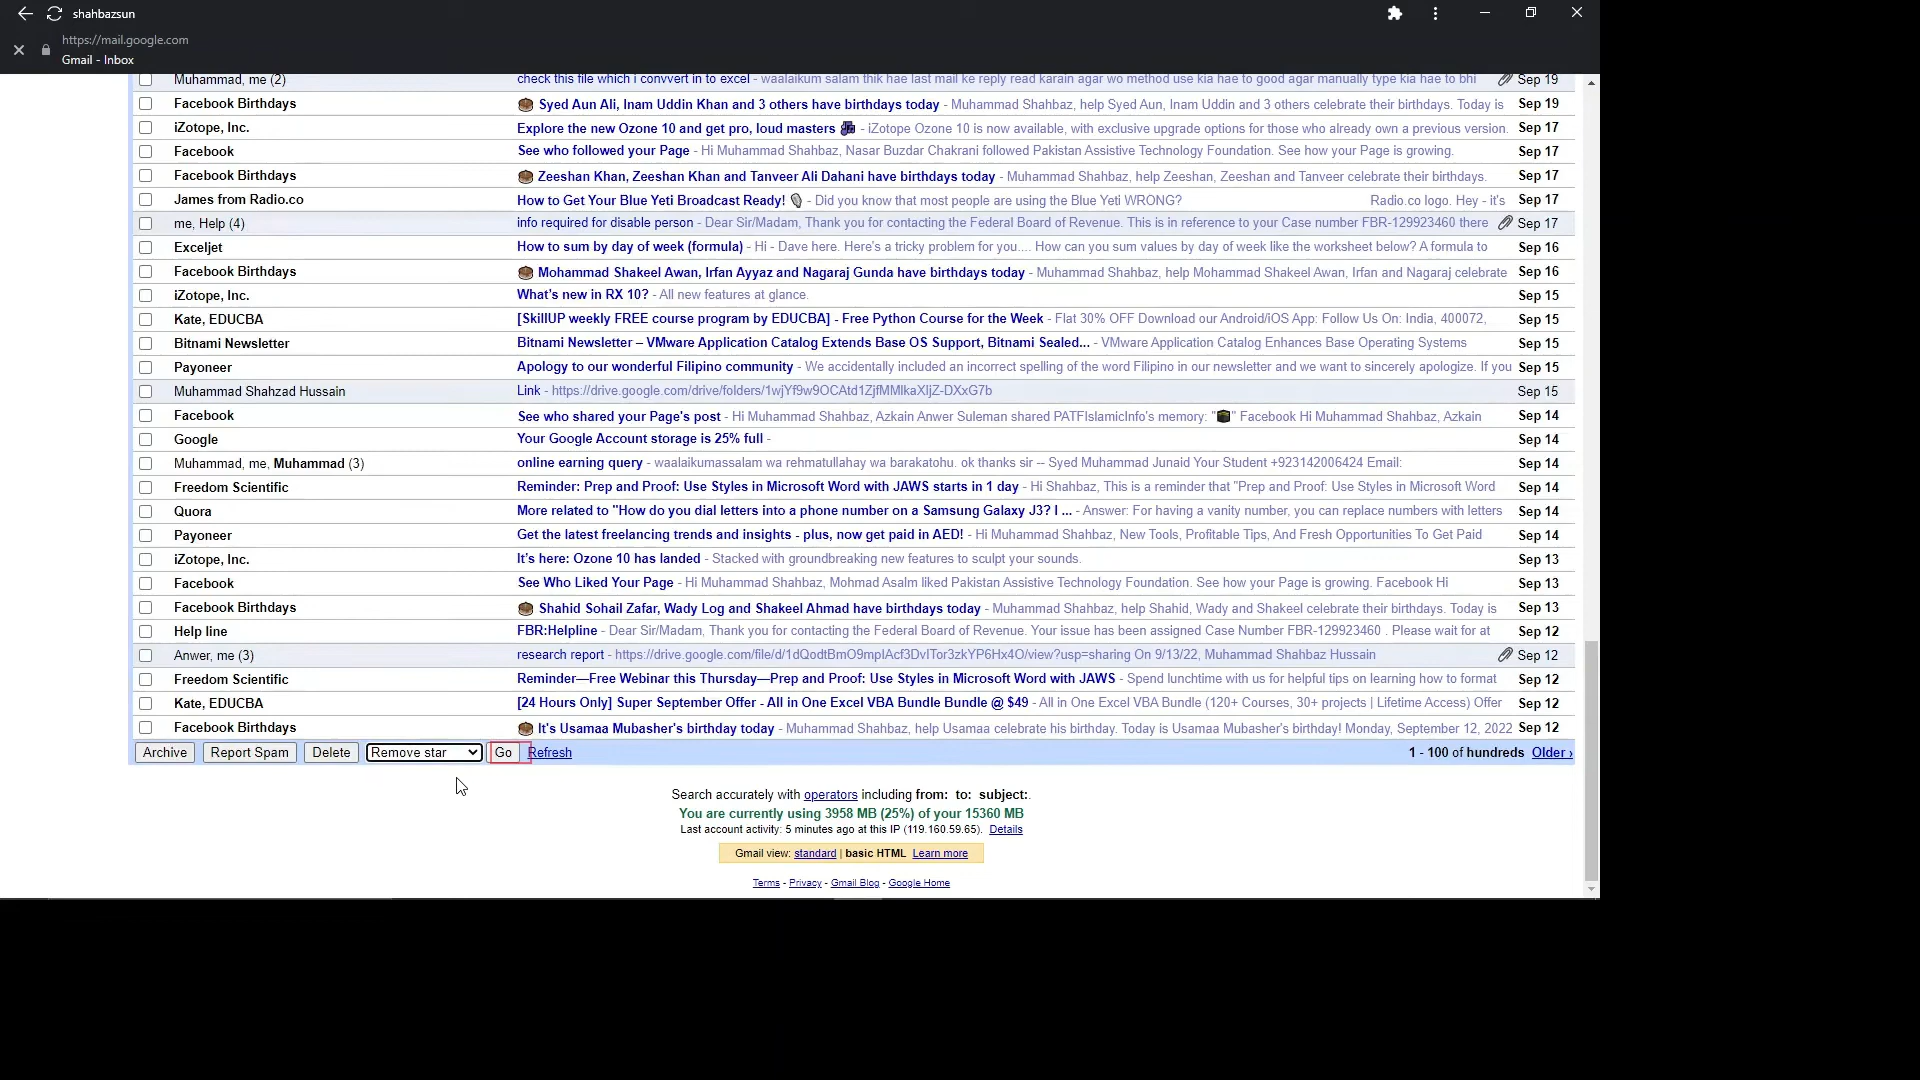 shahbazsun
https://mail.google.com
Gmail - Inbox
Muhammad, me (2) check this file which i convvert in to excel - waalaikum salam thik hae last mail ke reply read karain agar wo method use kia hae to good agar manually type kia hae to bhi Sep 19
Facebook Birthdays Syed Aun Ali, Inam Uddin Khan and 3 others have birthdays today - Muhammad Shahbaz, help Syed Aun, Inam Uddin and 3 others celebrate their birthdays. Today is Sep 19
iZotope, Inc. Explore the new Ozone 10 and get pro, loud masters - iZotope Ozone 10 is now available, with exclusive upgrade options for those who already own a previous version. Sep 17
Facebook See who followed your Page - Hi Muhammad Shahbaz, Nasar Buzdar Chakrani followed Pakistan Assistive Technology Foundation. See how your Page is growing. Sep 17
Facebook Birthdays Zeeshan Khan, Zeeshan Khan and Tanveer Ali Dahani have birthdays today - Muhammad Shahbaz, help Zeeshan, Zeeshan and Tanveer celebrate their birthdays. Sep 17
James from Radio.co How to Get Your Blue Yeti Broadcast Ready! - Did you know that most people are using the Blue Yeti WRONG? Radio.co logo. Hey - it's Sep 17
me, Help (4) info required for disable person - Dear Sir/Madam, Thank you for contacting the Federal Board of Revenue. This is in reference to your Case number FBR-129923460 there Sep 17
Exceljet How to sum by day of week (formula) - Hi - Dave here. Here's a tricky problem for you.... How can you sum values by day of week like the worksheet below? A formula to Sep 16
Facebook Birthdays Mohammad Shakeel Awan, Irfan Ayyaz and Nagaraj Gunda have birthdays today - Muhammad Shahbaz, help Mohammad Shakeel Awan, Irfan and Nagaraj celebrate Sep 16
iZotope, Inc. What's new in RX 10? - All new features at glance. Sep 15
Kate, EDUCBA [SkillUP weekly FREE course program by EDUCBA] - Free Python Course for the Week - Flat 30% OFF Download our Android/iOS App: Follow Us On: India, 400072, Sep 15
Bitnami Newsletter Bitnami Newsletter – VMware Application Catalog Extends Base OS Support, Bitnami Sealed... - VMware Application Catalog Enhances Base Operating Systems Sep 15
Payoneer Apology to our wonderful Filipino community - We accidentally included an incorrect spelling of the word Filipino in our newsletter and we want to sincerely apologize. If you Sep 15
Muhammad Shahzad Hussain Link - https://drive.google.com/drive/folders/1wjYf9w9OCAtd1ZjfMMlkaXljZ-DXxG7b Sep 15
Facebook See who shared your Page's post - Hi Muhammad Shahbaz, Azkain Anwer Suleman shared PATFIslamicInfo's memory: " " Facebook Hi Muhammad Shahbaz, Azkain Sep 14
Google Your Google Account storage is 25% full - Sep 14
Muhammad, me, Muhammad (3) online earning query - waalaikumassalam wa rehmatullahay wa barakatohu. ok thanks sir -- Syed Muhammad Junaid Your Student +923142006424 Email: Sep 14
Freedom Scientific Reminder: Prep and Proof: Use Styles in Microsoft Word with JAWS starts in 1 day - Hi Shahbaz, This is a reminder that "Prep and Proof: Use Styles in Microsoft Word Sep 14
Quora More related to "How do you dial letters into a phone number on a Samsung Galaxy J3? I ... - Answer: For having a vanity number, you can replace numbers with letters Sep 14
Payoneer Get the latest freelancing trends and insights - plus, now get paid in AED! - Hi Muhammad Shahbaz, New Tools, Profitable Tips, And Fresh Opportunities To Get Paid Sep 14
iZotope, Inc. It's here: Ozone 10 has landed - Stacked with groundbreaking new features to sculpt your sounds. Sep 13
Facebook See Who Liked Your Page - Hi Muhammad Shahbaz, Mohmad Asalm liked Pakistan Assistive Technology Foundation. See how your Page is growing. Facebook Hi Sep 13
Facebook Birthdays Shahid Sohail Zafar, Wady Log and Shakeel Ahmad have birthdays today - Muhammad Shahbaz, help Shahid, Wady and Shakeel celebrate their birthdays. Today is Sep 13
Help line FBR:Helpline - Dear Sir/Madam, Thank you for contacting the Federal Board of Revenue. Your issue has been assigned Case Number FBR-129923460 . Please wait for at Sep 12
Anwer, me (3) research report - https://drive.google.com/file/d/1dQodtBmO9mpIAcf3DvITor3zkYP6Hx4O/view?usp=sharing On 9/13/22, Muhammad Shahbaz Hussain Sep 12
Freedom Scientific Reminder—Free Webinar this Thursday—Prep and Proof: Use Styles in Microsoft Word with JAWS - Spend lunchtime with us for helpful tips on learning how to format Sep 12
Kate, EDUCBA [24 Hours Only] Super September Offer - All in One Excel VBA Bundle Bundle @ $49 - All in One Excel VBA Bundle (120+ Courses, 30+ projects | Lifetime Access) Offer Sep 12
Facebook Birthdays It's Usamaa Mubasher's birthday today - Muhammad Shahbaz, help Usamaa celebrate his birthday. Today is Usamaa Mubasher's birthday! Monday, September 12, 2022 Sep 12
Archive Report Spam Delete Remove star Go Refresh 1 - 100 of hundreds Older ›
Search accurately with operators including from: to: subject:.
You are currently using 3958 MB (25%) of your 15360 MB
Last account activity: 5 minutes ago at this IP (119.160.59.65). Details
Gmail view: standard | basic HTML Learn more
Terms - Privacy - Gmail Blog - Google Home